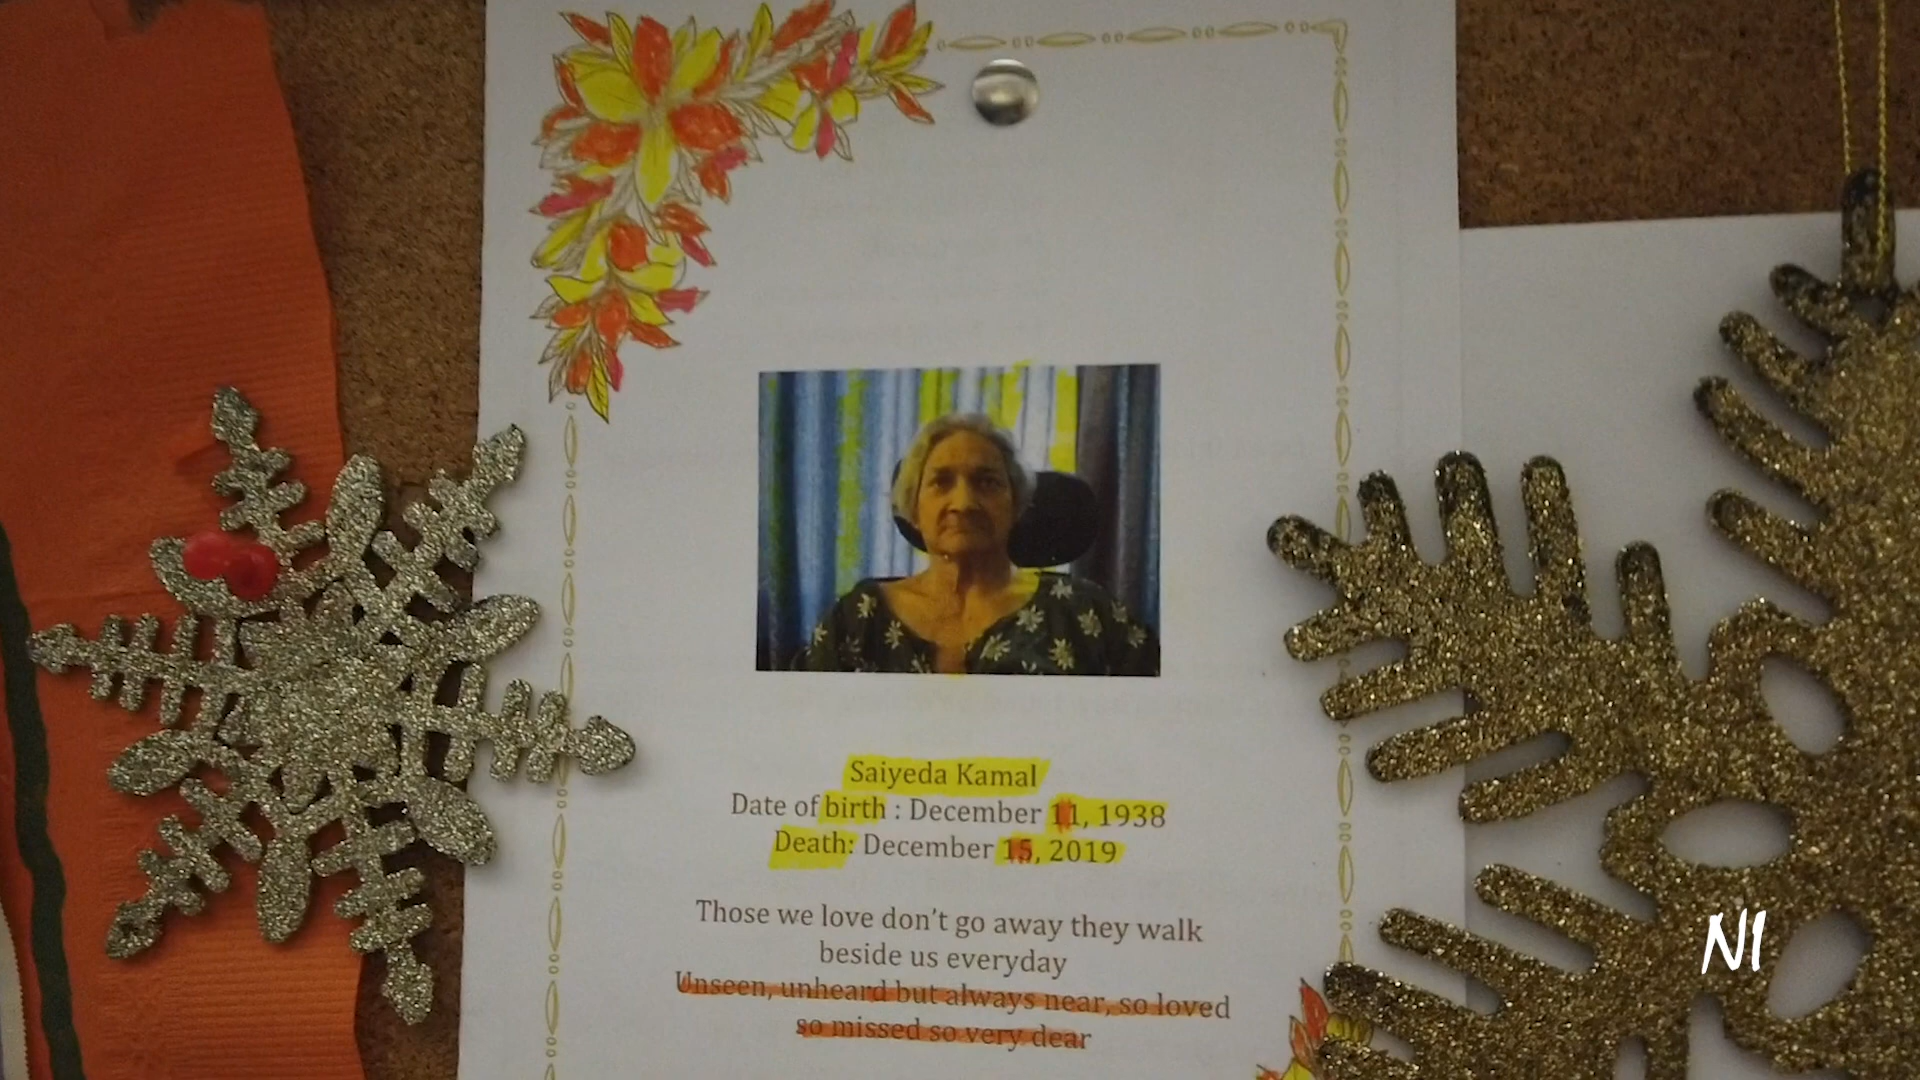 Saiyeda Kamal
Date of birth : December 11, 1938
Death: December 15, 2019
Those we love don't go away they walk
beside us everyday
Unseen, unheard but always near, so loved
so missed so very dear
NI